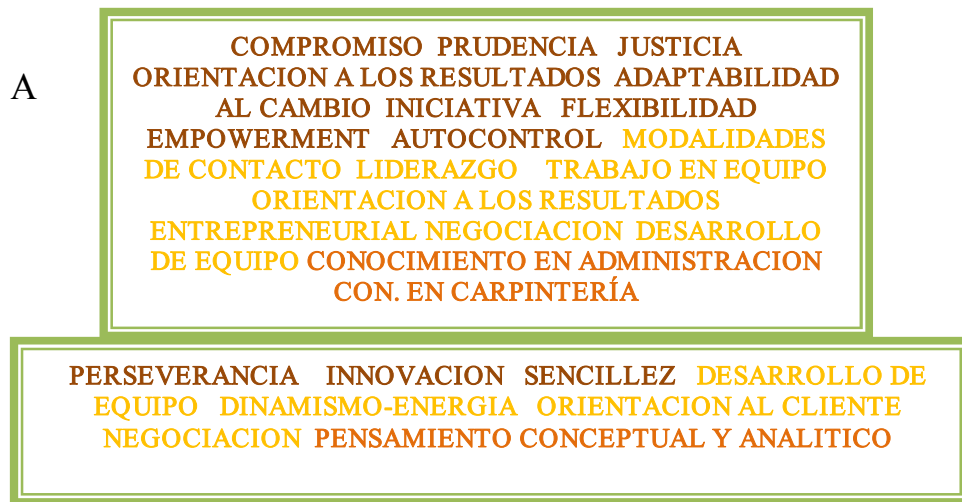 A
COMPROMISO PRUDENCIA JUSTICIA
ORIENTACION A LOS RESULTADOS ADAPTABILIDAD
AL CAMBIO INICIATIVA FLEXIBILIDAD
EMPOWERMENT AUTOCONTROL MODALIDADES
DE CONTACTO LIDERAZGO TRABAJO EN EQUIPO
ORIENTACION A LOS RESULTADOS
ENTREPRENEURIAL NEGOCIACION DESARROLLO
DE EQUIPO CONOCIMIENTO EN ADMINISTRACION
CON. EN CARPINTERÍA
PERSEVERANCIA INNOVACION SENCILLEZ DESARROLLO DE
EQUIPO DINAMISMO-ENERGIA ORIENTACION AL CLIENTE
NEGOCIACION PENSAMIENTO CONCEPTUAL Y ANALITICO